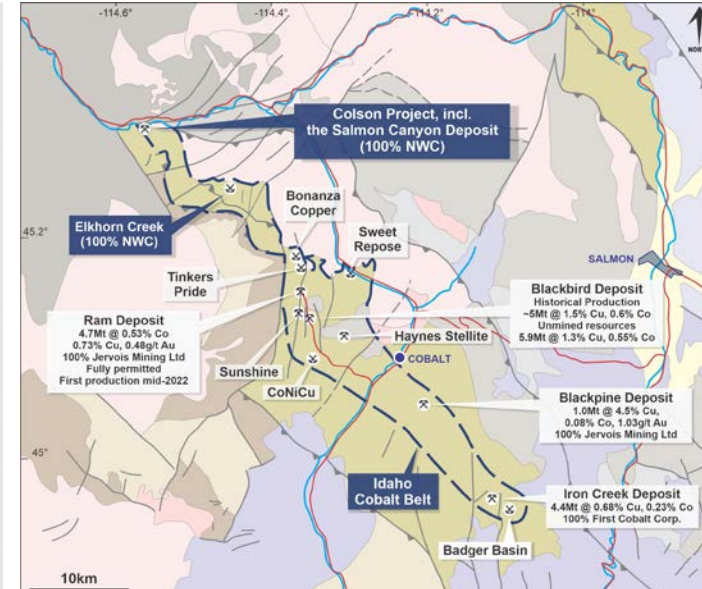 -114.6°
-114.4°
-114.2°
-114°
NORTH
Colson Project, incl.
the Salmon Canyon Deposit
(100% NWC)
Elkhorn Creek
(100% NWC)
Bonanza
Copper
45.2°
Sweet
Repose
SALMON
Tinkers
Pride
Blackbird Deposit
Historical Production
~5Mt @ 1.5% Cu, 0.6% Co
Unmined resources
5.9Mt @ 1.3% Cu, 0.55% Co
Ram Deposit
4.7Mt @ 0.53% Co
0.73% Cu, 0.48g/t Au
100% Jervois Mining Ltd
Fully permitted
First production mid-2022
Haynes Stellite
Sunshine
COBALT
CoNiCu
Blackpine Deposit
1.0Mt @ 4.5% Cu,
0.08% Co, 1.03g/t Au
100% Jervois Mining Ltd
45°
Idaho
Cobalt Belt
Iron Creek Deposit
4.4Mt @ 0.68% Cu, 0.23% Co
100% First Cobalt Corp.
Badger Basin
10km